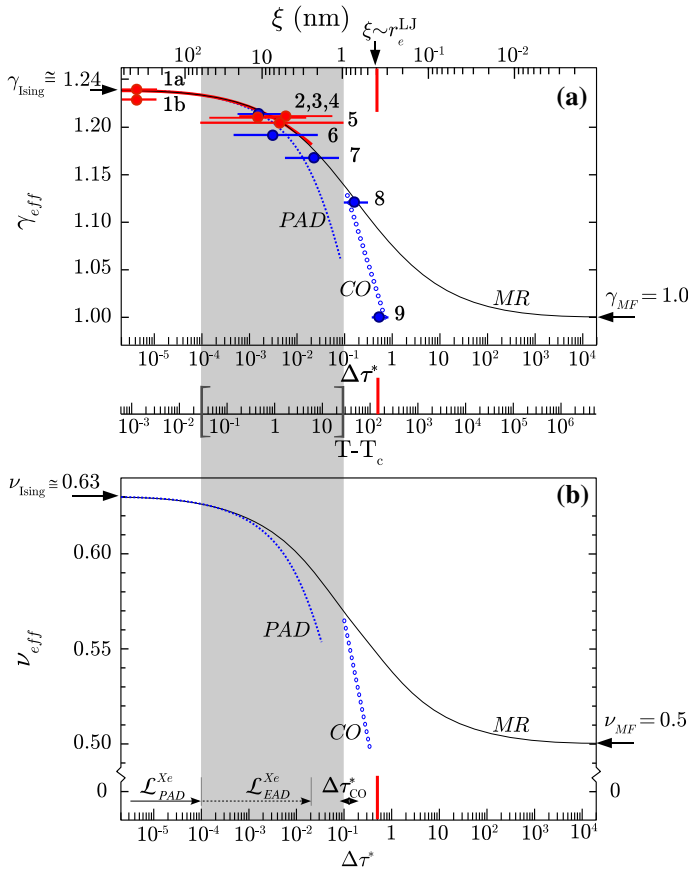 ξ (nm)
10² 10 1 10⁻¹ 10⁻²
ξ∼rₑᴸᴶ
γ_Ising ≅ 1.24
1.20
1.15
1.10
1.05
1.00
γ_eff
(a)
1a
1b
2,3,4
5
6
7
8
9
PAD
CO
MR
γ_MF = 1.0
10⁻⁵ 10⁻⁴ 10⁻³ 10⁻² 10⁻¹ 1 10 10² 10³ 10⁴
Δτ*
10⁻³ 10⁻² 10⁻¹ 1 10 10² 10³ 10⁴ 10⁵ 10⁶
T-T_c
ν_Ising ≅ 0.63
0.60
0.55
0.50
0
ν_eff
(b)
PAD
CO
MR
ν_MF = 0.5
0
ℒ_PAD^Xe ℒ_EAD^Xe Δτ*_CO
10⁻⁵ 10⁻⁴ 10⁻³ 10⁻² 10⁻¹ 1 10 10² 10³ 10⁴
Δτ*